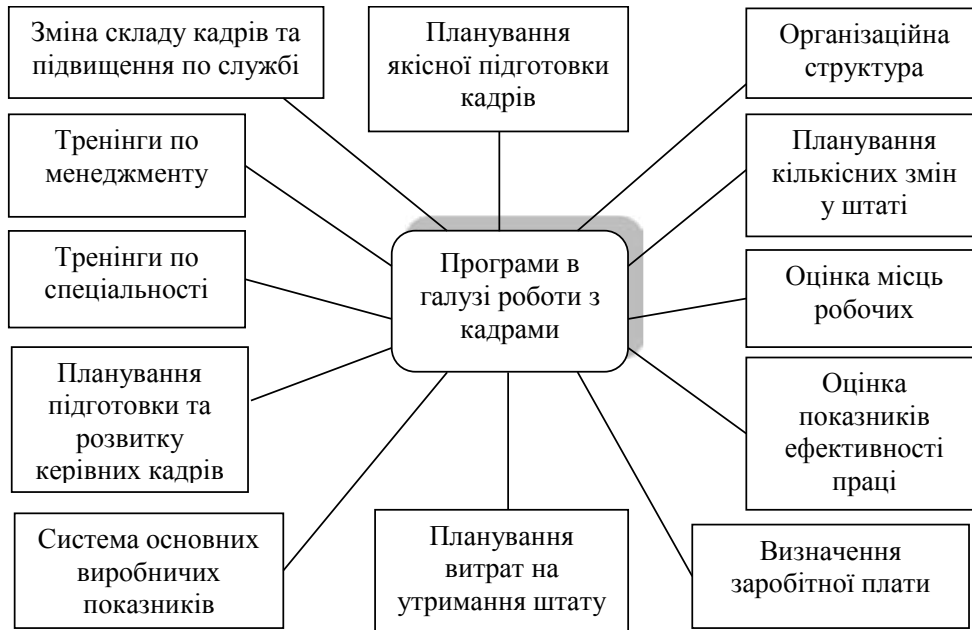 Зміна складу кадрів та
підвищення по службі
Планування
якісної підготовки
кадрів
Організаційна
структура
Тренінги по
менеджменту
Планування
кількісних змін
у штаті
Тренінги по
спеціальності
Програми в
галузі роботи з
кадрами
Оцінка місць
робочих
Планування
підготовки та
розвитку
керівних кадрів
Оцінка
показників
ефективності
праці
Система основних
виробничих
показників
Планування
витрат на
утримання штату
Визначення
заробітної плати